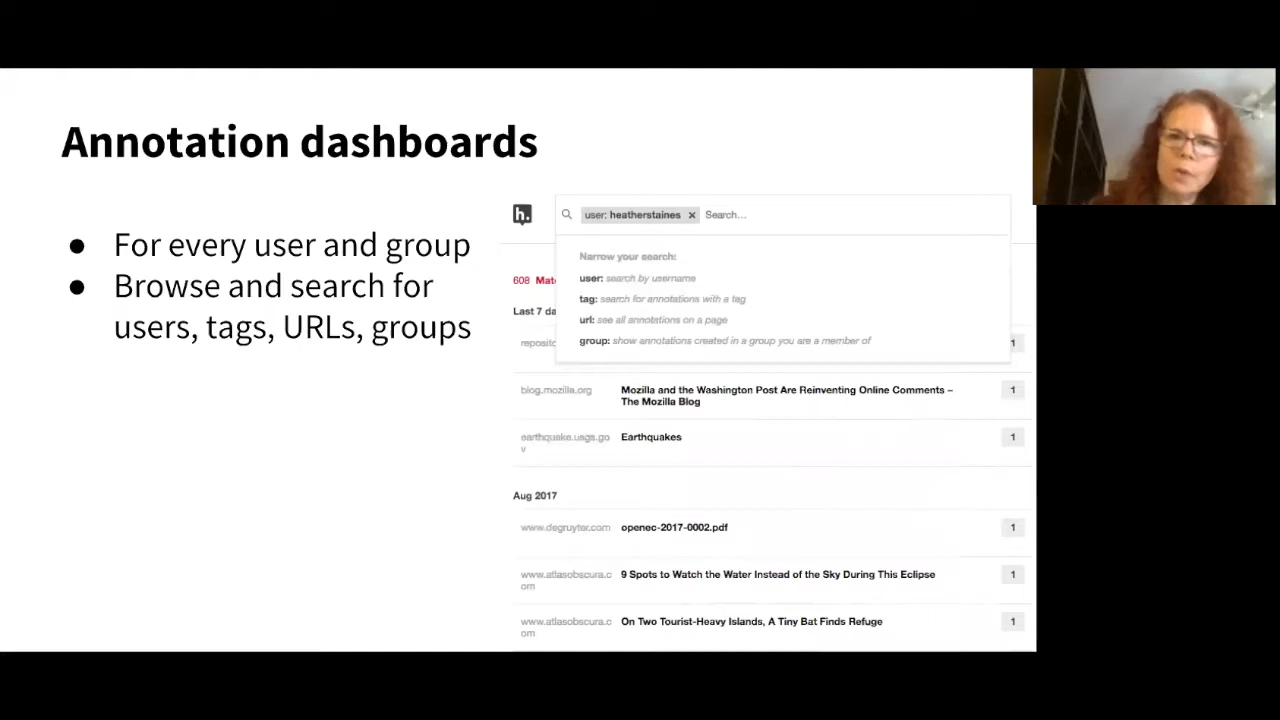 Annotation dashboards
● For every user and group
● Browse and search for
users, tags, URLs, groups
h.
user: heatherstaines × Search...
Narrow your search:
user: search by username
tag: search for annotations with a tag
url: see all annotations on a page
group: show annotations created in a group you are a member of
608 Mat
Last 7 da
reposito
1
blog.mozilla.org Mozilla and the Washington Post Are Reinventing Online Comments – 1
The Mozilla Blog
earthquake.usgs.go Earthquakes 1
v
Aug 2017
www.degruyter.com openec-2017-0002.pdf 1
www.atlasobscura.c 9 Spots to Watch the Water Instead of the Sky During This Eclipse 1
om
www.atlasobscura.c On Two Tourist-Heavy Islands, A Tiny Bat Finds Refuge 1
om